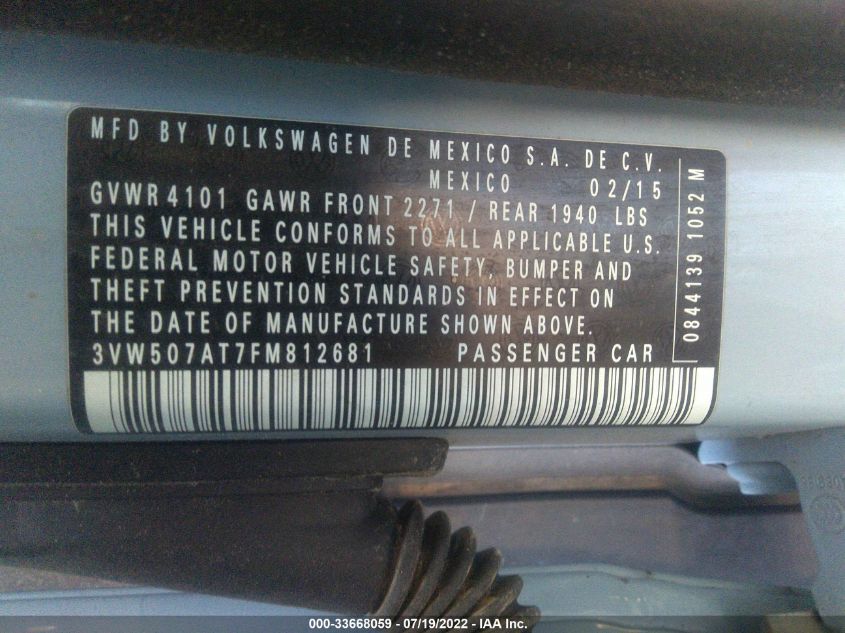 MFD BY VOLKSWAGEN DE MEXICO S.A. DE C.V.
MEXICO 02/15
GVWR 4101 GAWR FRONT 2271 / REAR 1940 LBS
THIS VEHICLE CONFORMS TO ALL APPLICABLE U.S.
FEDERAL MOTOR VEHICLE SAFETY, BUMPER AND
THEFT PREVENTION STANDARDS IN EFFECT ON
THE DATE OF MANUFACTURE SHOWN ABOVE.
3VW507AT7FM812681 PASSENGER CAR
0844139 1052 M
000-33668059 - 07/19/2022 - IAA Inc.